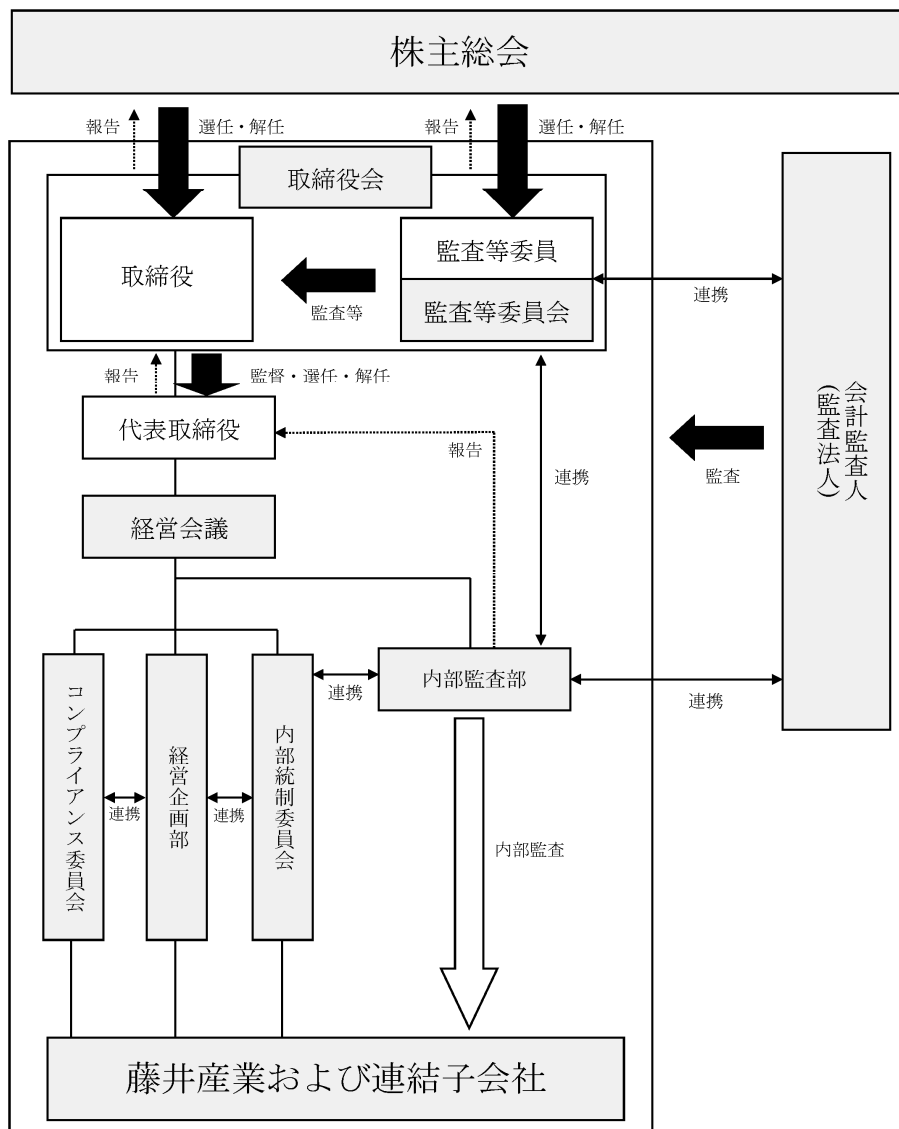 株主総会
報告
選任・解任
報告
選任・解任
取締役会
取締役
監査等
監査等委員
監査等委員会
連携
報告
監督・選任・解任
代表取締役
報告
連携
監査
会計監査人
(監査法人)
経営会議
コンプライアンス委員会
連携
経営企画部
連携
内部統制委員会
連携
内部監査部
連携
内部監査
藤井産業および連結子会社